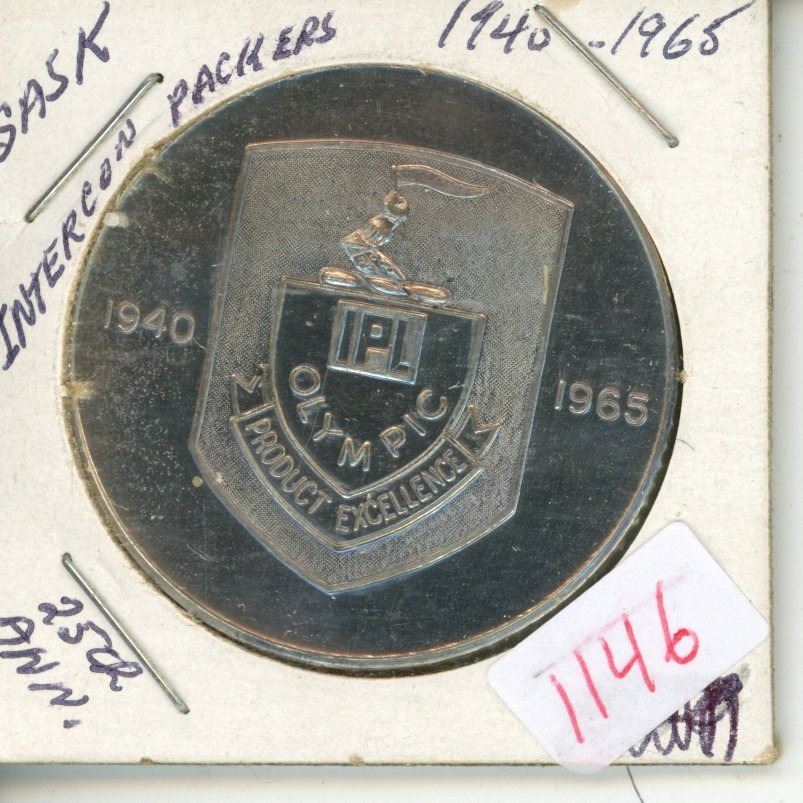 SASK
INTERCON PACKERS
1940 - 1965
1940
1965
IPL
OLYMPIC
PRODUCT EXCELLENCE
25th
ANN.
1146